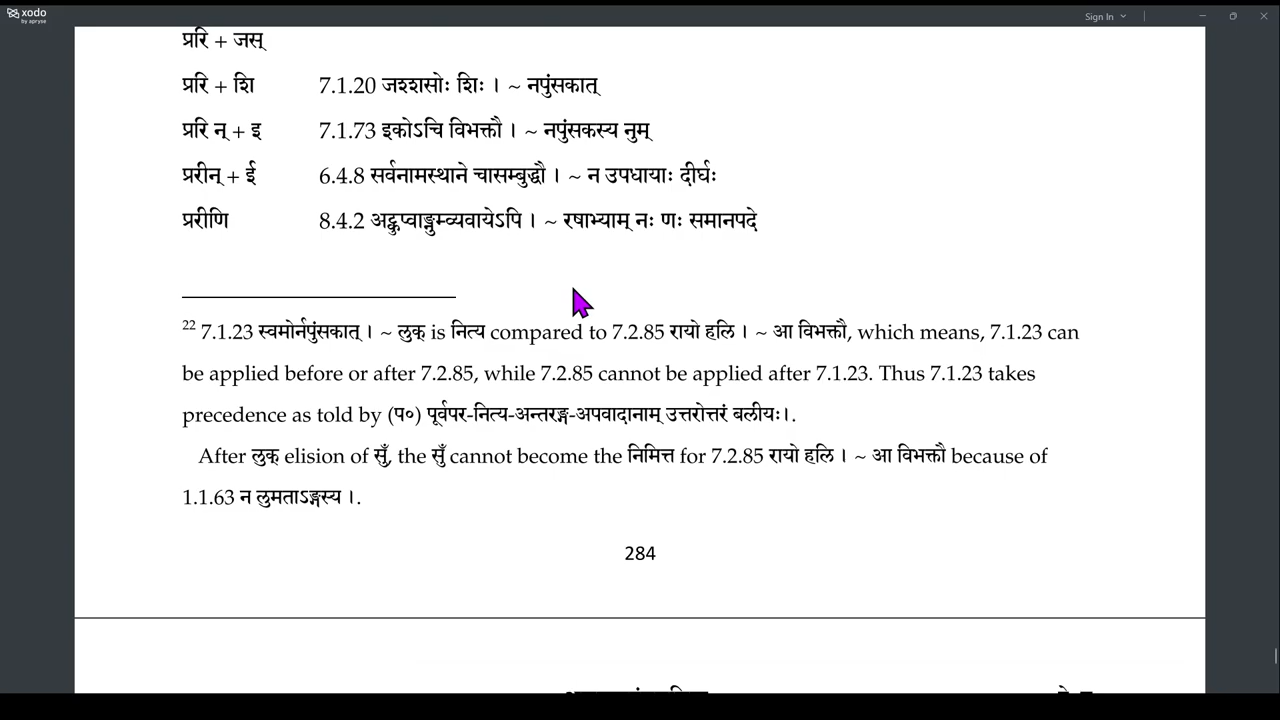 xodo
by apryse
Sign In
प्ररि + जस्
प्ररि + शि 7.1.20 जश्शसोः शिः । ~ नपुंसकात्
प्ररि न् + इ 7.1.73 इकोऽचि विभक्तौ । ~ नपुंसकस्य नुम्
प्ररीन् + ई 6.4.8 सर्वनामस्थाने चासम्बुद्धौ । ~ न उपधायाः दीर्घः
प्ररीणि 8.4.2 अट्कुप्वाङ्नुम्व्यवायेऽपि । ~ रषाभ्याम् नः णः समानपदे
22 7.1.23 स्वमोर्नपुंसकात् । ~ लुक् is नित्य compared to 7.2.85 रायो हलि । ~ आ विभक्तौ, which means, 7.1.23 can
be applied before or after 7.2.85, while 7.2.85 cannot be applied after 7.1.23. Thus 7.1.23 takes
precedence as told by (प०) पूर्वपर-नित्य-अन्तरङ्ग-अपवादानाम् उत्तरोत्तरं बलीयः।.
After लुक् elision of सुँ, the सुँ cannot become the निमित्त for 7.2.85 रायो हलि । ~ आ विभक्तौ because of
1.1.63 न लुमताऽङ्गस्य ।.
284